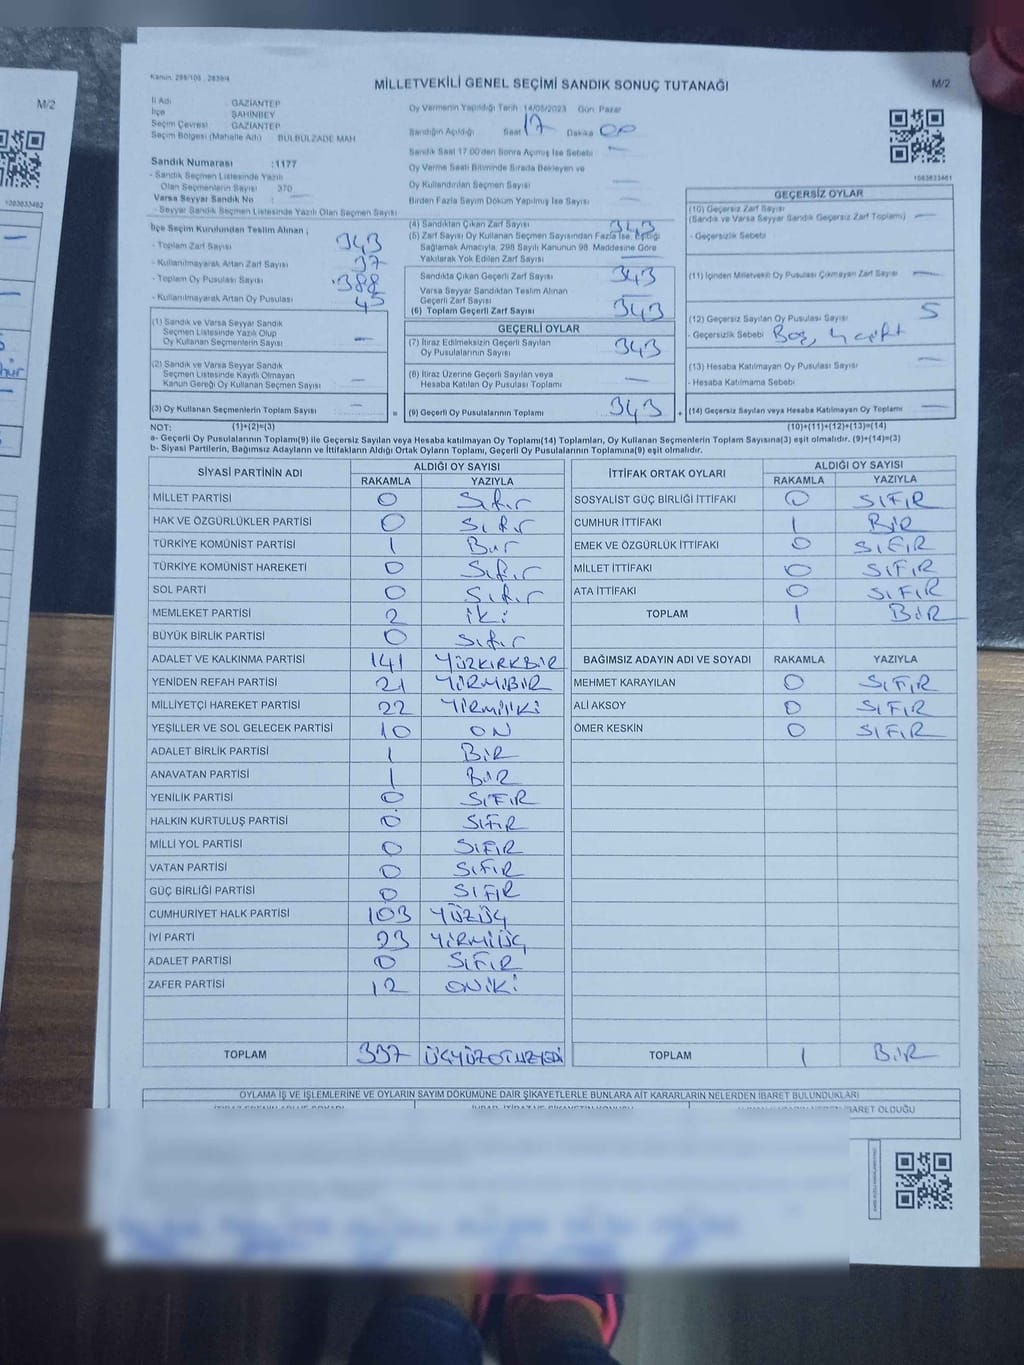 Kanun, 298/105 , 2839/4
MİLLETVEKİLİ GENEL SEÇİMİ SANDIK SONUÇ TUTANAĞI
M/2
M/2
İl Adı : GAZİANTEP
İlçe : ŞAHİNBEY
Seçim Çevresi : GAZİANTEP
Seçim Bölgesi (Mahalle Adı) : BÜLBÜLZADE MAH
Oy Vermenin Yapıldığı Tarih : 14/05/2023 Gün: Pazar
Sandığın Açıldığı Saat 17 Dakika 00
Sandık Saat 17.00'den Sonra Açılmış İse Sebebi : —
Oy Verme Saati Bitiminde Sırada Bekleyen ve
Oy Kullandırılan Seçmen Sayısı : —
Birden Fazla Sayım Döküm Yapılmış İse Sayısı : —
1083633461
1083633462
Sandık Numarası : 1177
- Sandık Seçmen Listesinde Yazılı
Olan Seçmenlerin Sayısı : 370
Varsa Seyyar Sandık No : —
- Seyyar Sandık Seçmen Listesinde Yazılı Olan Seçmen Sayısı
İlçe Seçim Kurulundan Teslim Alınan ;
- Toplam Zarf Sayısı : 343
- Kullanılmayarak Artan Zarf Sayısı : 37
- Toplam Oy Pusulası Sayısı : 388
- Kullanılmayarak Artan Oy Pusulası : 45
(1) Sandık ve Varsa Seyyar Sandık
Seçmen Listesinde Yazılı Olup
Oy Kullanan Seçmenlerin Sayısı : —
(2) Sandık ve Varsa Seyyar Sandık
Seçmen Listesinde Kayıtlı Olmayan
Kanun Gereği Oy Kullanan Seçmen Sayısı : —
(3) Oy Kullanan Seçmenlerin Toplam Sayısı : — =
(4) Sandıktan Çıkan Zarf Sayısı : 343
(5) Zarf Sayısı Oy Kullanan Seçmen Sayısından Fazla İse, Eşitliği
Sağlamak Amacıyla, 298 Sayılı Kanunun 98. Maddesine Göre
Yakılarak Yok Edilen Zarf Sayısı : —
Sandıkta Çıkan Geçerli Zarf Sayısı : 343
Varsa Seyyar Sandıktan Teslim Alınan
Geçerli Zarf Sayısı : —
(6) Toplam Geçerli Zarf Sayısı : 343
GEÇERLİ OYLAR
(7) İtiraz Edilmeksizin Geçerli Sayılan
Oy Pusulalarının Sayısı : 343
(8) İtiraz Üzerine Geçerli Sayılan veya
Hesaba Katılan Oy Pusulası Toplamı : —
(9) Geçerli Oy Pusulalarının Toplamı : 343 +
GEÇERSİZ OYLAR
(10) Geçersiz Zarf Sayısı
(Sandık ve Varsa Seyyar Sandık Geçersiz Zarf Toplamı) : —
- Geçersizlik Sebebi :
(11) İçinden Milletvekili Oy Pusulası Çıkmayan Zarf Sayısı : —
(12) Geçersiz Sayılan Oy Pusulası Sayısı : 5
- Geçersizlik Sebebi : Boş, 4 çift
(13) Hesaba Katılmayan Oy Pusulası Sayısı : —
- Hesaba Katılmama Sebebi :
(14) Geçersiz Sayılan veya Hesaba Katılmayan Oy Toplamı : —
NOT: (1)+(2)=(3) (10)+(11)+(12)+(13)=(14)
a- Geçerli Oy Pusulalarının Toplamı(9) ile Geçersiz Sayılan veya Hesaba katılmayan Oy Toplamı(14) Toplamları, Oy Kullanan Seçmenlerin Toplam Sayısına(3) eşit olmalıdır. (9)+(14)=(3)
b- Siyasi Partilerin, Bağımsız Adayların ve İttifakların Aldığı Ortak Oyların Toplamı, Geçerli Oy Pusulalarının Toplamına(9) eşit olmalıdır.
SİYASİ PARTİNİN ADI ALDIĞI OY SAYISI
RAKAMLA YAZIYLA
MİLLET PARTİSİ 0 Sıfır
HAK VE ÖZGÜRLÜKLER PARTİSİ 0 Sıfır
TÜRKİYE KOMÜNİST PARTİSİ 1 Bir
TÜRKİYE KOMÜNİST HAREKETİ 0 Sıfır
SOL PARTİ 0 Sıfır
MEMLEKET PARTİSİ 2 iki
BÜYÜK BİRLİK PARTİSİ 0 Sıfır
ADALET VE KALKINMA PARTİSİ 141 YÜZKIRKBİR
YENİDEN REFAH PARTİSİ 21 YİRMİBİR
MİLLİYETÇİ HAREKET PARTİSİ 22 YİRMİİKİ
YEŞİLLER VE SOL GELECEK PARTİSİ 10 ON
ADALET BİRLİK PARTİSİ 1 BİR
ANAVATAN PARTİSİ 1 BİR
YENİLİK PARTİSİ 0 SIFIR
HALKIN KURTULUŞ PARTİSİ 0 SIFIR
MİLLİ YOL PARTİSİ 0 SIFIR
VATAN PARTİSİ 0 SIFIR
GÜÇ BİRLİĞİ PARTİSİ 0 SIFIR
CUMHURİYET HALK PARTİSİ 103 YÜZÜÇ
İYİ PARTİ 23 YİRMİÜÇ
ADALET PARTİSİ 0 SIFIR
ZAFER PARTİSİ 12 ONİKİ
TOPLAM 337 ÜÇYÜZOTUZYEDİ
İTTİFAK ORTAK OYLARI ALDIĞI OY SAYISI
RAKAMLA YAZIYLA
SOSYALİST GÜÇ BİRLİĞİ İTTİFAKI 0 SIFIR
CUMHUR İTTİFAKI 1 BİR
EMEK VE ÖZGÜRLÜK İTTİFAKI 0 SIFIR
MİLLET İTTİFAKI 0 SIFIR
ATA İTTİFAKI 0 SIFIR
TOPLAM 1 BİR
BAĞIMSIZ ADAYIN ADI VE SOYADI RAKAMLA YAZIYLA
MEHMET KARAYILAN 0 SIFIR
ALİ AKSOY 0 SIFIR
ÖMER KESKİN 0 SIFIR
TOPLAM 1 BİR
OYLAMA İŞ VE İŞLEMLERİNE VE OYLARIN SAYIM DÖKÜMÜNE DAİR ŞİKAYETLERLE BUNLARA AİT KARARLARIN NELERDEN İBARET BULUNDUKLARI
İBARET OLDUĞU